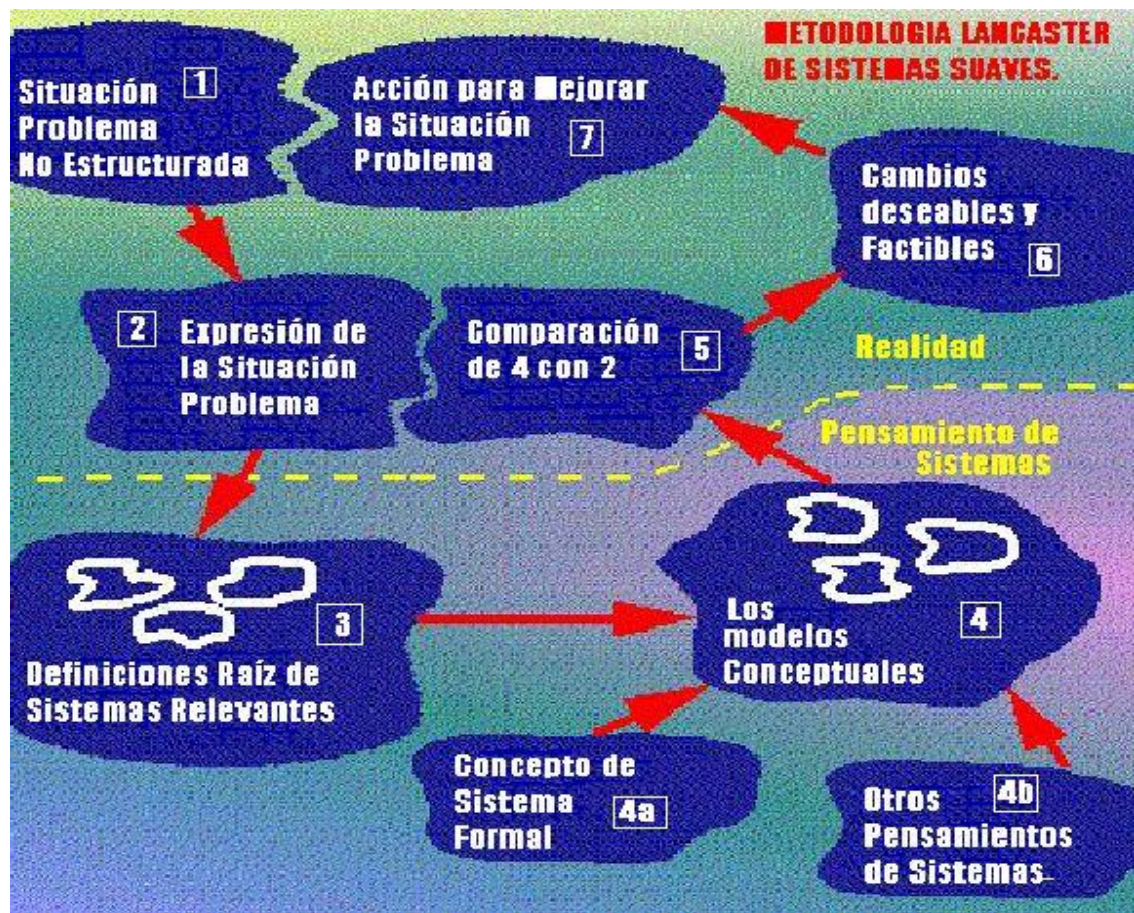 METODOLOGIA LANCASTER
DE SISTEMAS SUAVES.
Situación
Problema
No Estructurada
1
Acción para Mejorar
la Situación
Problema
7
Cambios
deseables y
Factibles
6
2
Expresión de
la Situación
Problema
Comparación
de 4 con 2
5
Realidad
Pensamiento de
Sistemas
3
Definiciones Raíz de
Sistemas Relevantes
Los
modelos
Conceptuales
4
Concepto de
Sistema
Formal
4a
Otros
Pensamientos
de Sistemas
4b